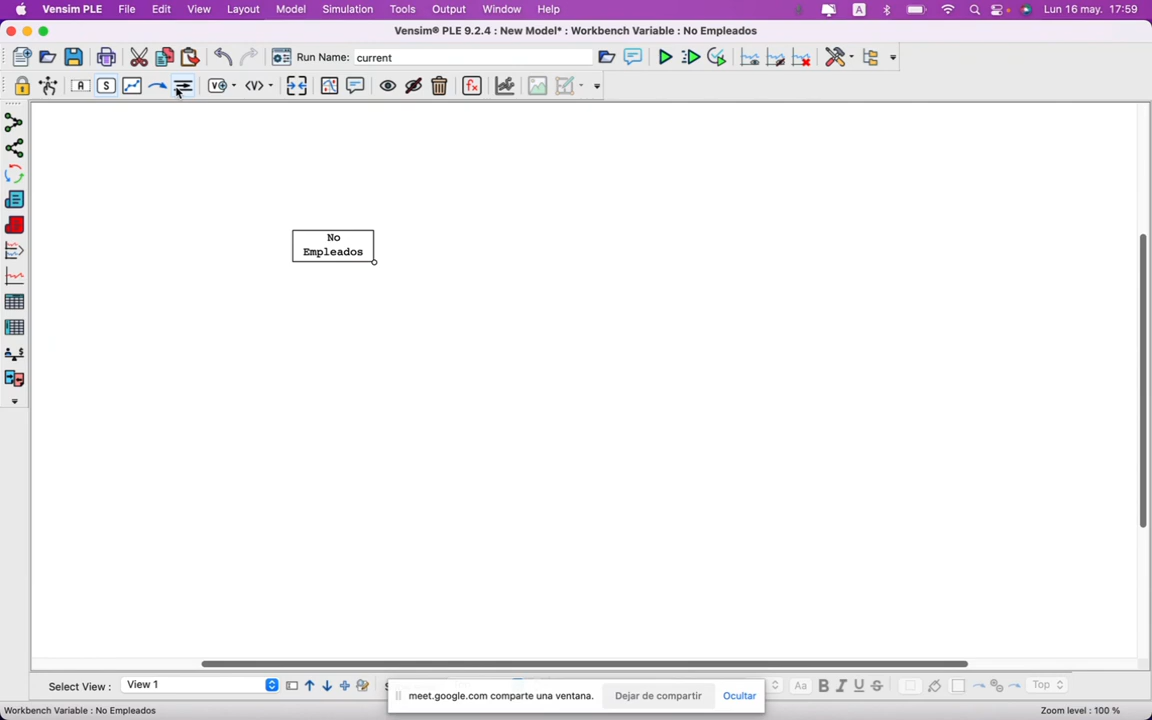 Vensim PLE File Edit View Layout Model Simulation Tools Output Window Help A Lun 16 may. 17:59
Vensim® PLE 9.2.4 : New Model* : Workbench Variable : No Empleados
Run Name: current
A S V <V> fx
No
Empleados
Select View : View 1
meet.google.com comparte una ventana. Dejar de compartir Ocultar
Aa B I U S Top
Workbench Variable : No Empleados
Zoom level : 100 %